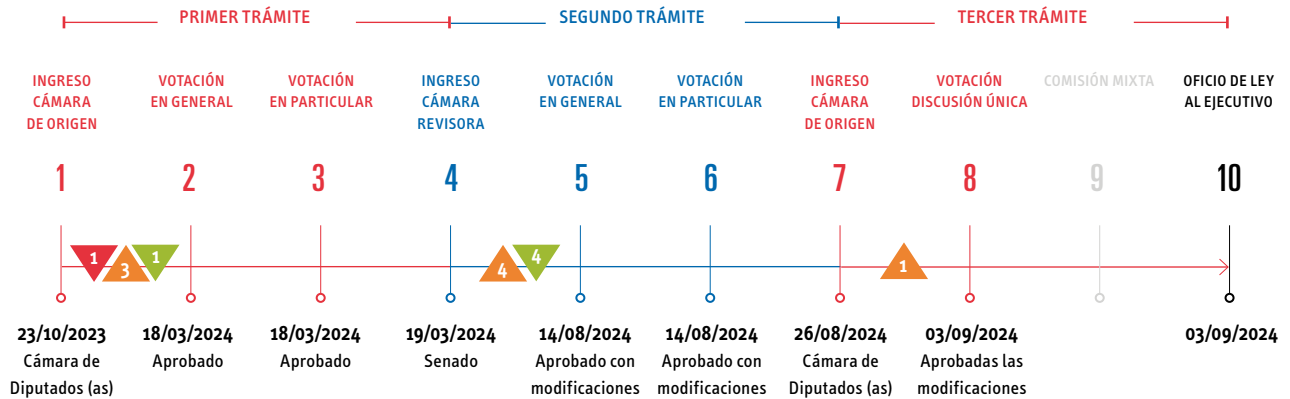 PRIMER TRÁMITE
SEGUNDO TRÁMITE
TERCER TRÁMITE
INGRESO
CÁMARA
DE ORIGEN
VOTACIÓN
EN GENERAL
VOTACIÓN
EN PARTICULAR
INGRESO
CÁMARA
REVISORA
VOTACIÓN
EN GENERAL
VOTACIÓN
EN PARTICULAR
INGRESO
CÁMARA
DE ORIGEN
VOTACIÓN
DISCUSIÓN ÚNICA
COMISIÓN MIXTA
OFICIO DE LEY
AL EJECUTIVO
1
2
3
4
5
6
7
8
9
10
1
3
1
4
4
1
23/10/2023
Cámara de
Diputados (as)
18/03/2024
Aprobado
18/03/2024
Aprobado
19/03/2024
Senado
14/08/2024
Aprobado con
modificaciones
14/08/2024
Aprobado con
modificaciones
26/08/2024
Cámara de
Diputados (as)
03/09/2024
Aprobadas las
modificaciones
03/09/2024